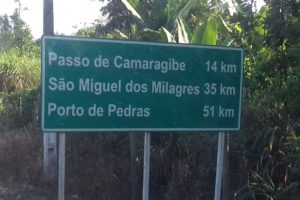 Passo de Camaragibe 14 km
São Miguel dos Milagres 35 km
Porto de Pedras 51 km